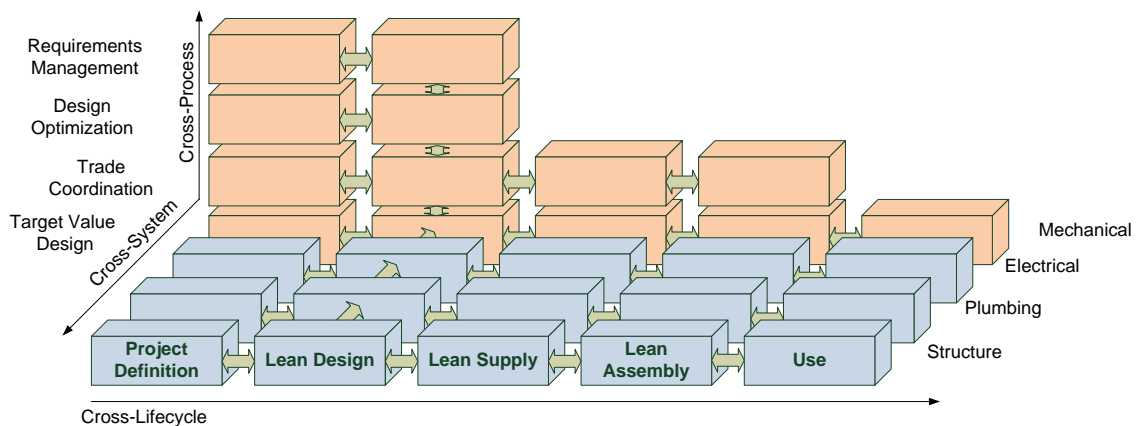 Requirements
Management
Design
Optimization
Trade
Coordination
Target Value
Design
Cross-Process
Cross-System
Mechanical
Electrical
Plumbing
Structure
Project
Definition
Lean Design
Lean Supply
Lean
Assembly
Use
Cross-Lifecycle